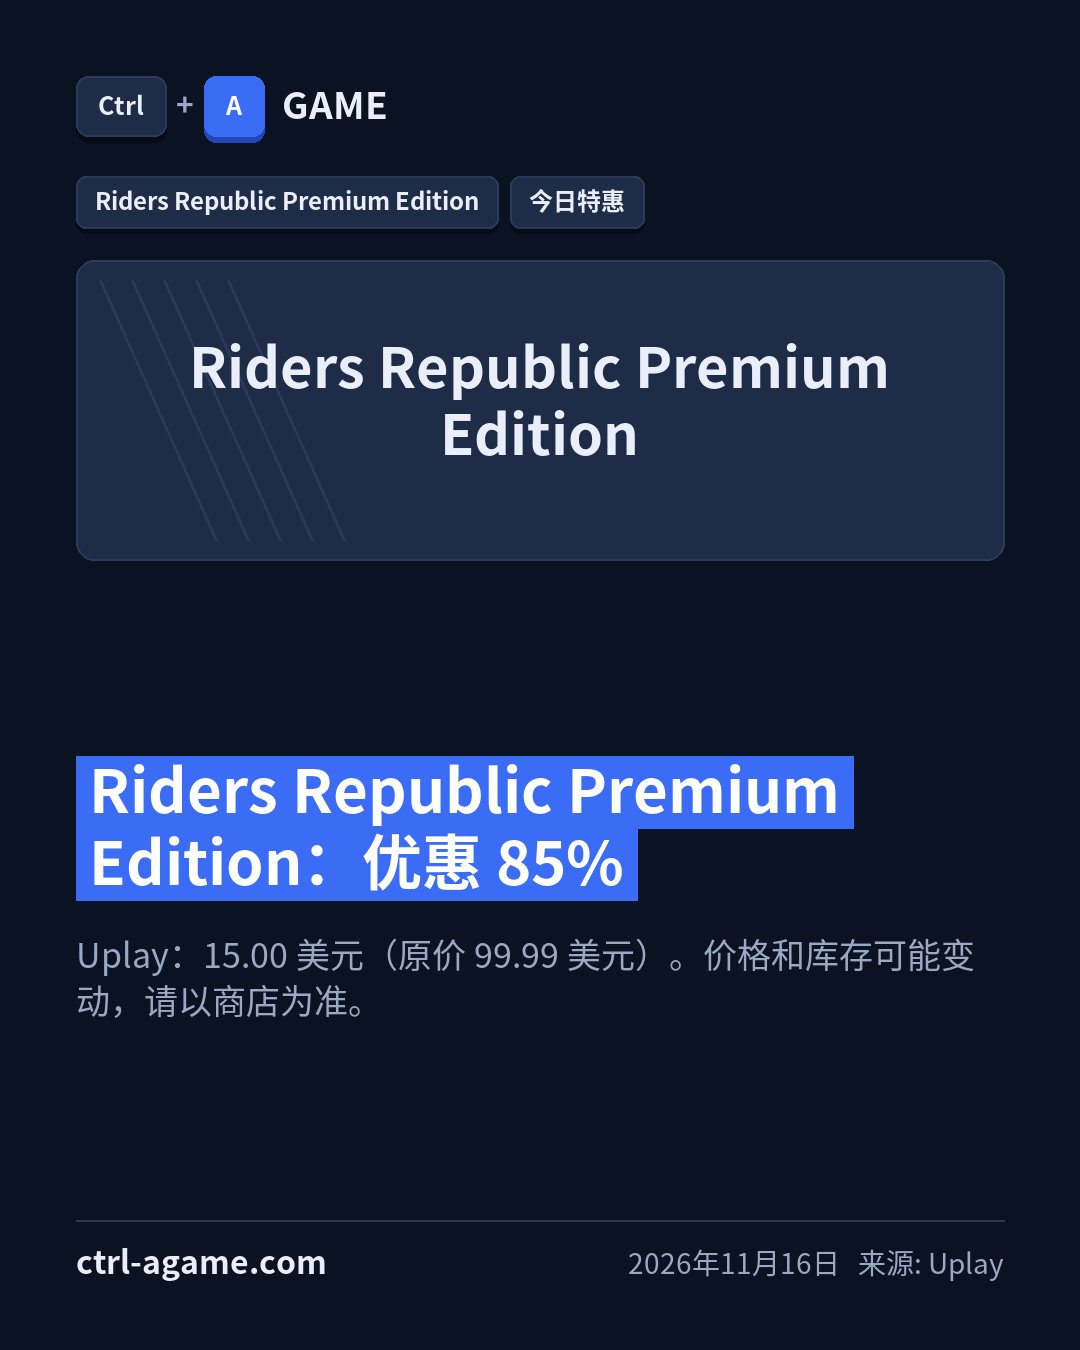 Ctrl + A GAME
Riders Republic Premium Edition 今日特惠
Riders Republic Premium
Edition
Riders Republic Premium
Edition：优惠 85%
Uplay：15.00 美元（原价 99.99 美元）。价格和库存可能变
动，请以商店为准。
ctrl-agame.com 2026年11月16日 来源: Uplay